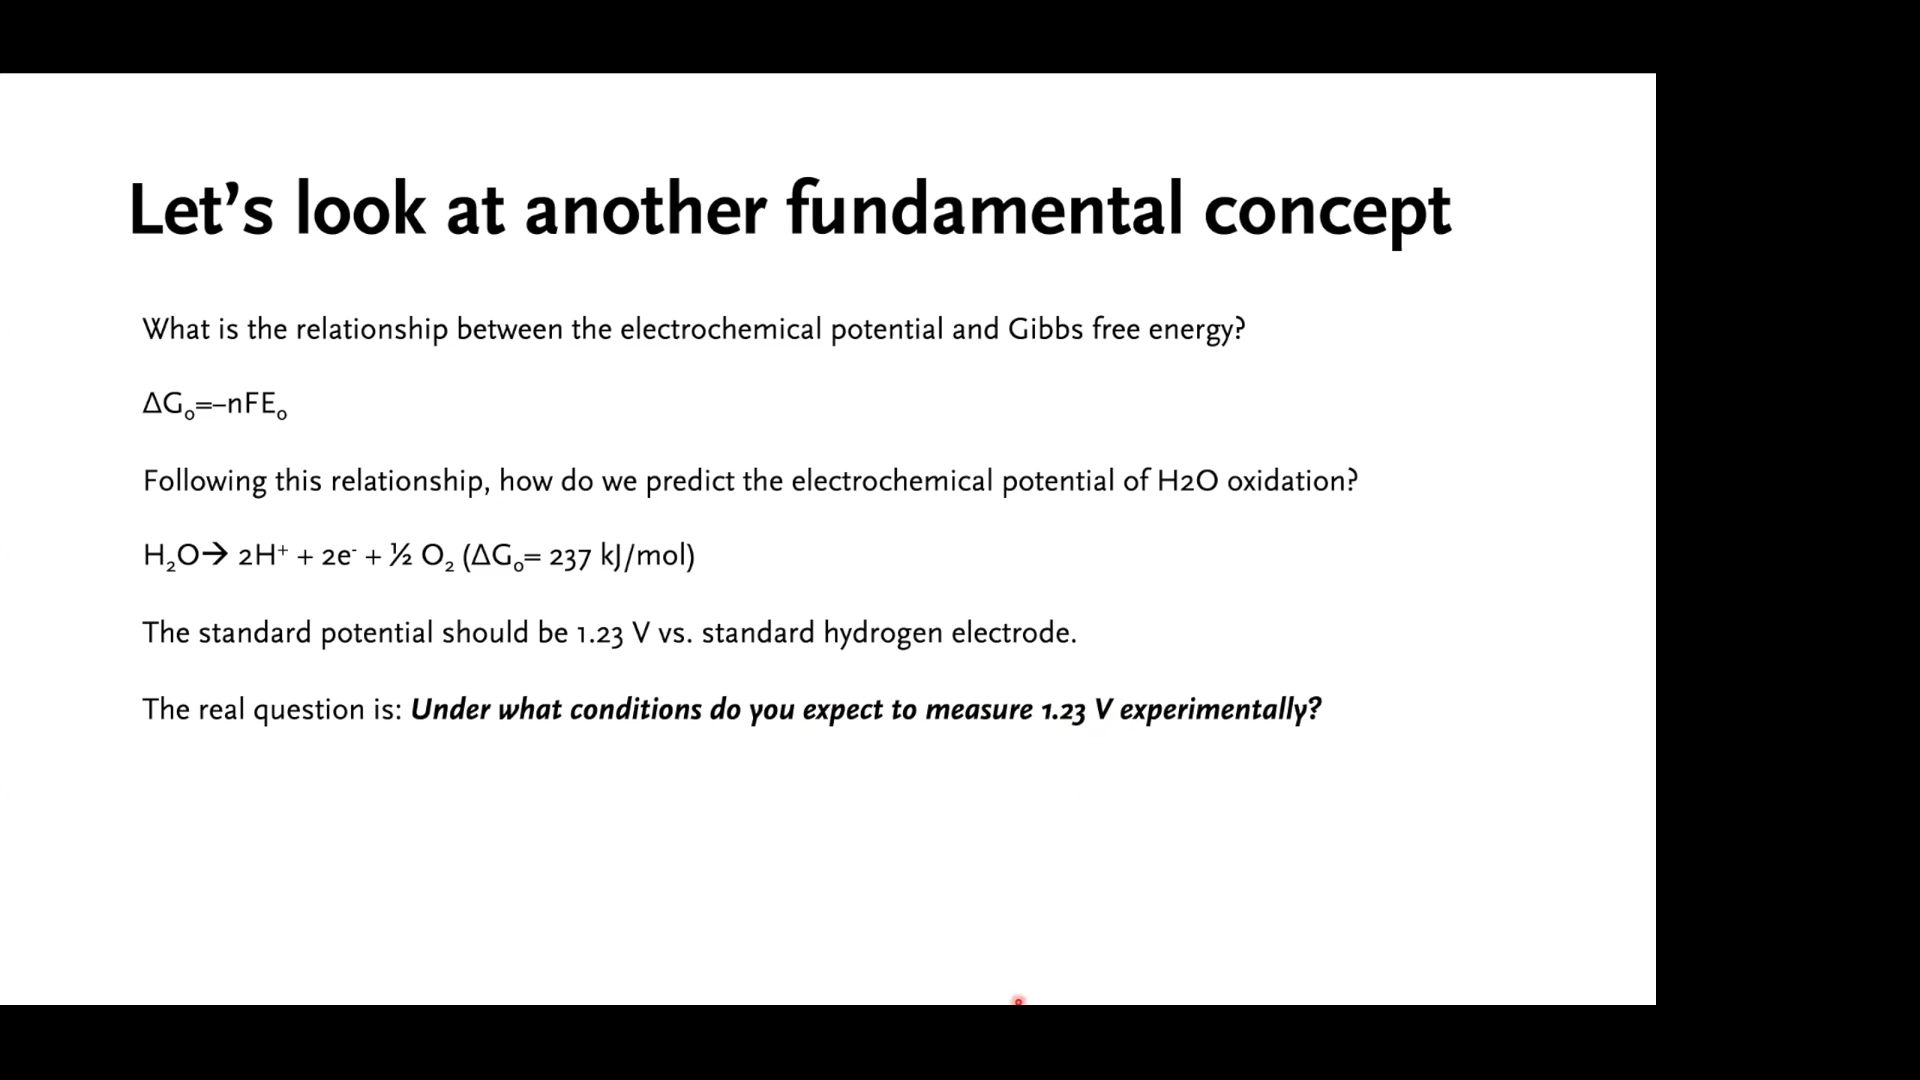 Let’s look at another fundamental concept
What is the relationship between the electrochemical potential and Gibbs free energy?
ΔG₀=–nFE₀
Following this relationship, how do we predict the electrochemical potential of H2O oxidation?
H₂O→ 2H⁺ + 2e⁻ + ½ O₂ (ΔG₀= 237 kJ/mol)
The standard potential should be 1.23 V vs. standard hydrogen electrode.
The real question is: Under what conditions do you expect to measure 1.23 V experimentally?